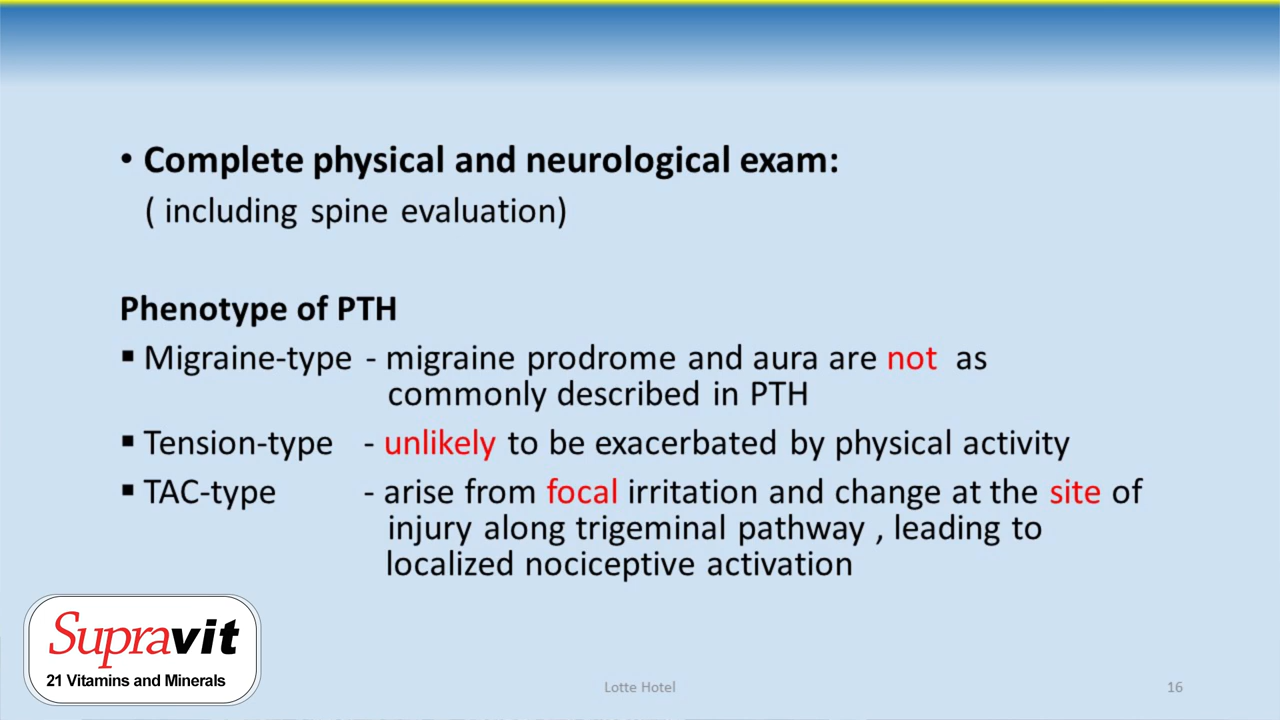 • Complete physical and neurological exam:
( including spine evaluation)
Phenotype of PTH
▪ Migraine-type - migraine prodrome and aura are not as
commonly described in PTH
▪ Tension-type - unlikely to be exacerbated by physical activity
▪ TAC-type - arise from focal irritation and change at the site of
injury along trigeminal pathway , leading to
localized nociceptive activation
Supravit
21 Vitamins and Minerals
Lotte Hotel
16